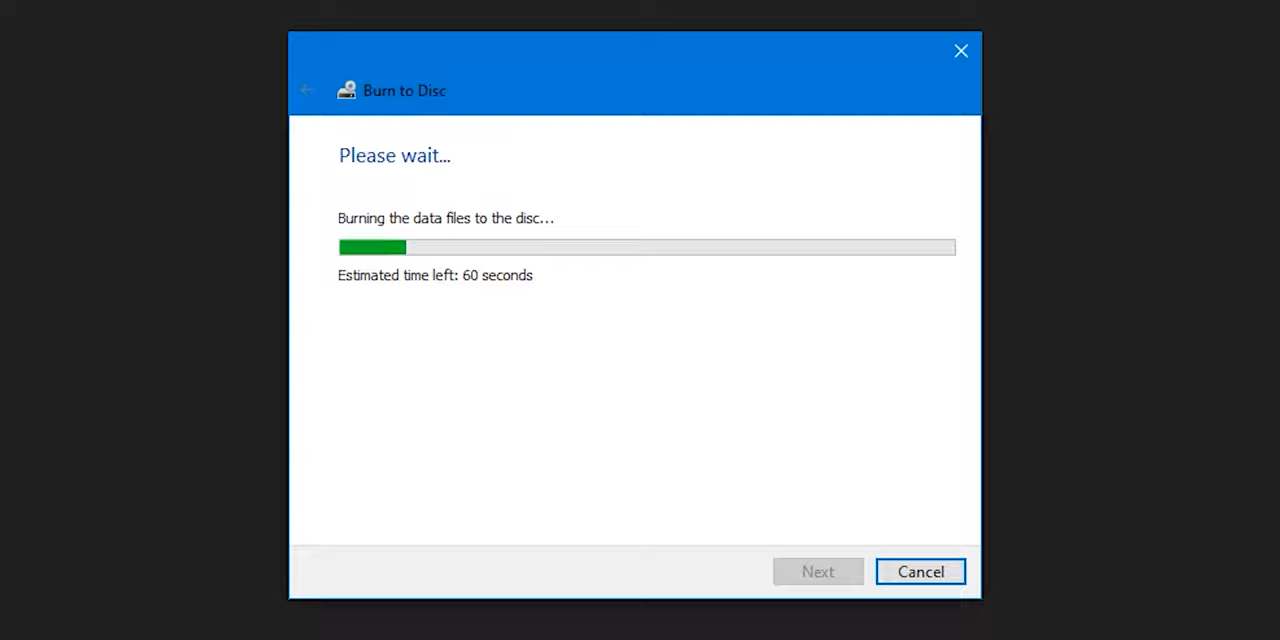 Burn to Disc
Please wait...
Burning the data files to the disc...
Estimated time left: 60 seconds
Next
Cancel